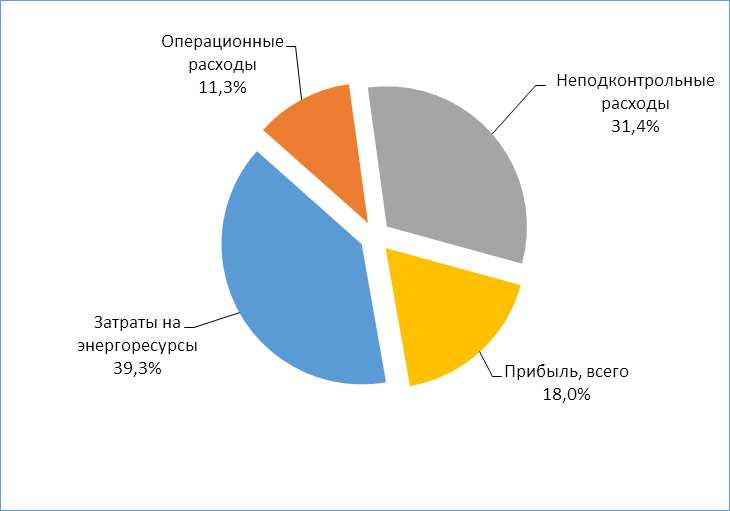 Операционные
расходы
11,3%
Неподконтрольные
расходы
31,4%
Затраты на
энергоресурсы
39,3%
Прибыль, всего
18,0%